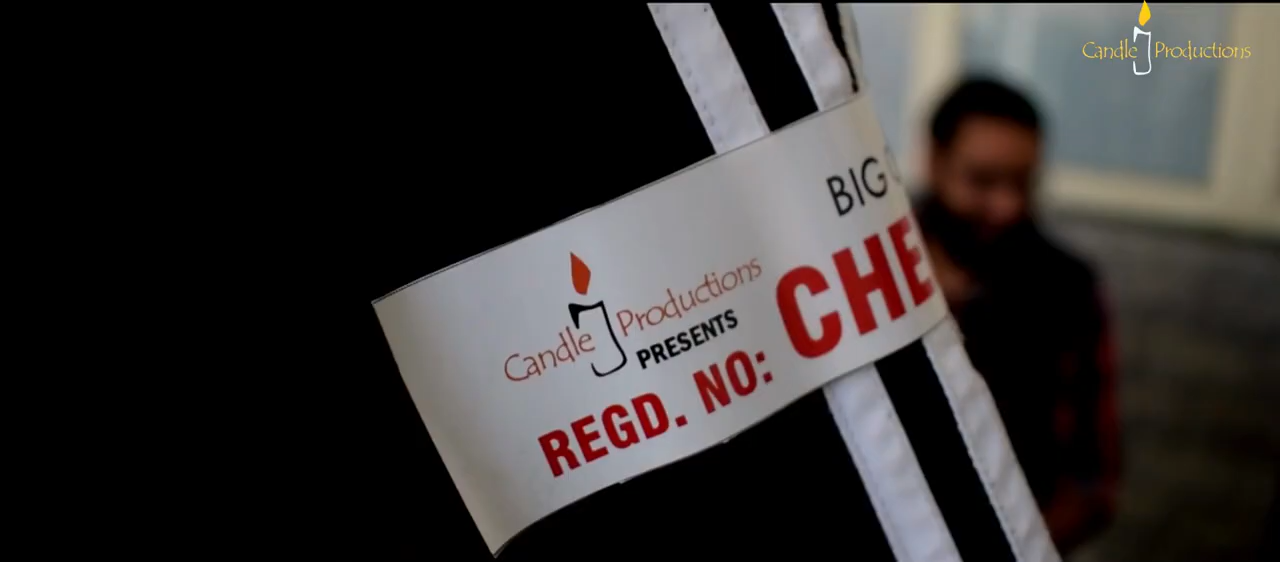 Candle Productions
BIG
Candle Productions
PRESENTS
REGD. NO: CHE